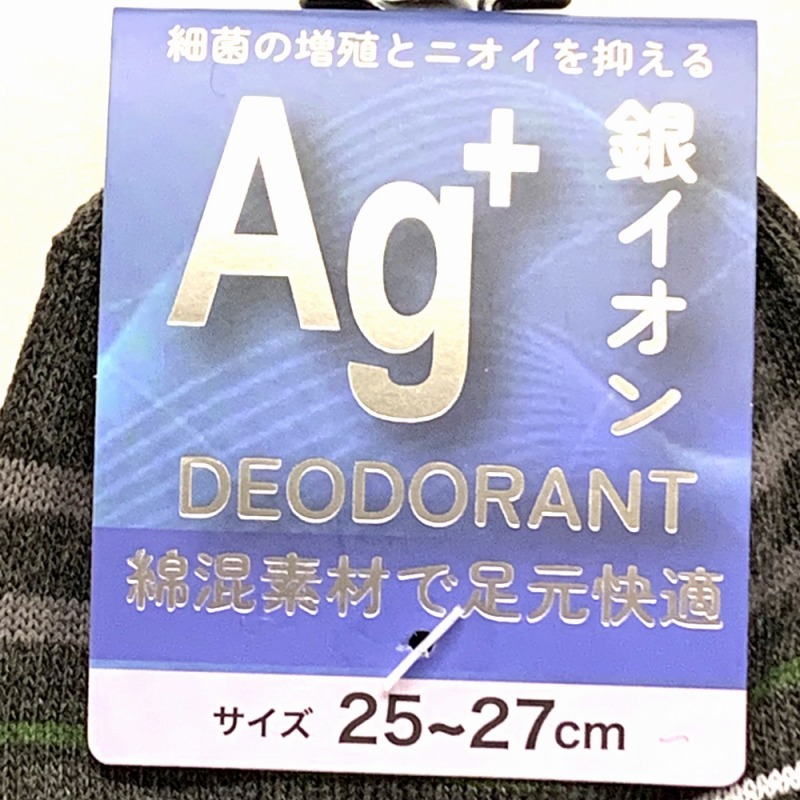 細菌の増殖とニオイを抑える
Ag+
銀イオン
DEODORANT
綿混素材で足元快適
サイズ 25~27cm